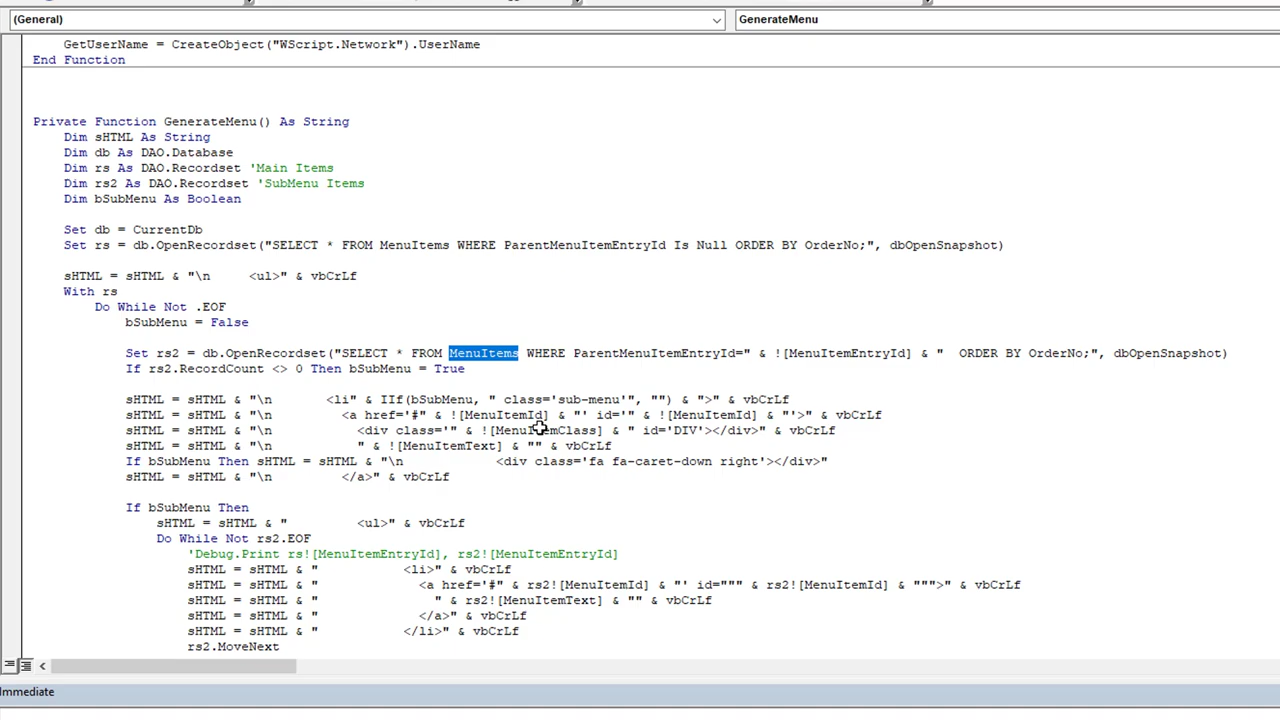 (General)
GenerateMenu
GetUserName = CreateObject("WScript.Network").UserName
End Function
Private Function GenerateMenu() As String
Dim sHTML As String
Dim db As DAO.Database
Dim rs As DAO.Recordset 'Main Items
Dim rs2 As DAO.Recordset 'SubMenu Items
Dim bSubMenu As Boolean
Set db = CurrentDb
Set rs = db.OpenRecordset("SELECT * FROM MenuItems WHERE ParentMenuItemEntryId Is Null ORDER BY OrderNo;", dbOpenSnapshot)
sHTML = sHTML & "\n     <ul>" & vbCrLf
With rs
Do While Not .EOF
bSubMenu = False
Set rs2 = db.OpenRecordset("SELECT * FROM MenuItems WHERE ParentMenuItemEntryId=" & ![MenuItemEntryId] & "  ORDER BY OrderNo;", dbOpenSnapshot)
If rs2.RecordCount <> 0 Then bSubMenu = True
sHTML = sHTML & "\n       <li" & IIf(bSubMenu, " class='sub-menu'", "") & ">" & vbCrLf
sHTML = sHTML & "\n         <a href='#" & ![MenuItemId] & "' id='" & ![MenuItemId] & "'>" & vbCrLf
sHTML = sHTML & "\n           <div class='" & ![MenuItemClass] & " id='DIV'></div>" & vbCrLf
sHTML = sHTML & "\n           " & ![MenuItemText] & "" & vbCrLf
If bSubMenu Then sHTML = sHTML & "\n            <div class='fa fa-caret-down right'></div>"
sHTML = sHTML & "\n         </a>" & vbCrLf
If bSubMenu Then
sHTML = sHTML & "         <ul>" & vbCrLf
Do While Not rs2.EOF
'Debug.Print rs![MenuItemEntryId], rs2![MenuItemEntryId]
sHTML = sHTML & "           <li>" & vbCrLf
sHTML = sHTML & "             <a href='#" & rs2![MenuItemId] & "' id=""" & rs2![MenuItemId] & """>" & vbCrLf
sHTML = sHTML & "               " & rs2![MenuItemText] & "" & vbCrLf
sHTML = sHTML & "             </a>" & vbCrLf
sHTML = sHTML & "           </li>" & vbCrLf
rs2.MoveNext
Immediate